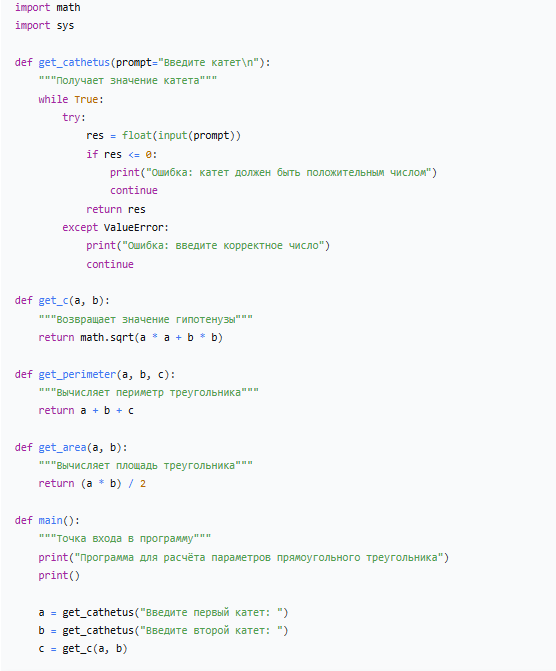 import math
import sys

def get_cathetus(prompt="Введите катет\n"):
    """Получает значение катета"""
    while True:
        try:
            res = float(input(prompt))
            if res <= 0:
                print("Ошибка: катет должен быть положительным числом")
                continue
            return res
        except ValueError:
            print("Ошибка: введите корректное число")
            continue

def get_c(a, b):
    """Возвращает значение гипотенузы"""
    return math.sqrt(a * a + b * b)

def get_perimeter(a, b, c):
    """Вычисляет периметр треугольника"""
    return a + b + c

def get_area(a, b):
    """Вычисляет площадь треугольника"""
    return (a * b) / 2

def main():
    """Точка входа в программу"""
    print("Программа для расчёта параметров прямоугольного треугольника")
    print()

    a = get_cathetus("Введите первый катет: ")
    b = get_cathetus("Введите второй катет: ")
    c = get_c(a, b)